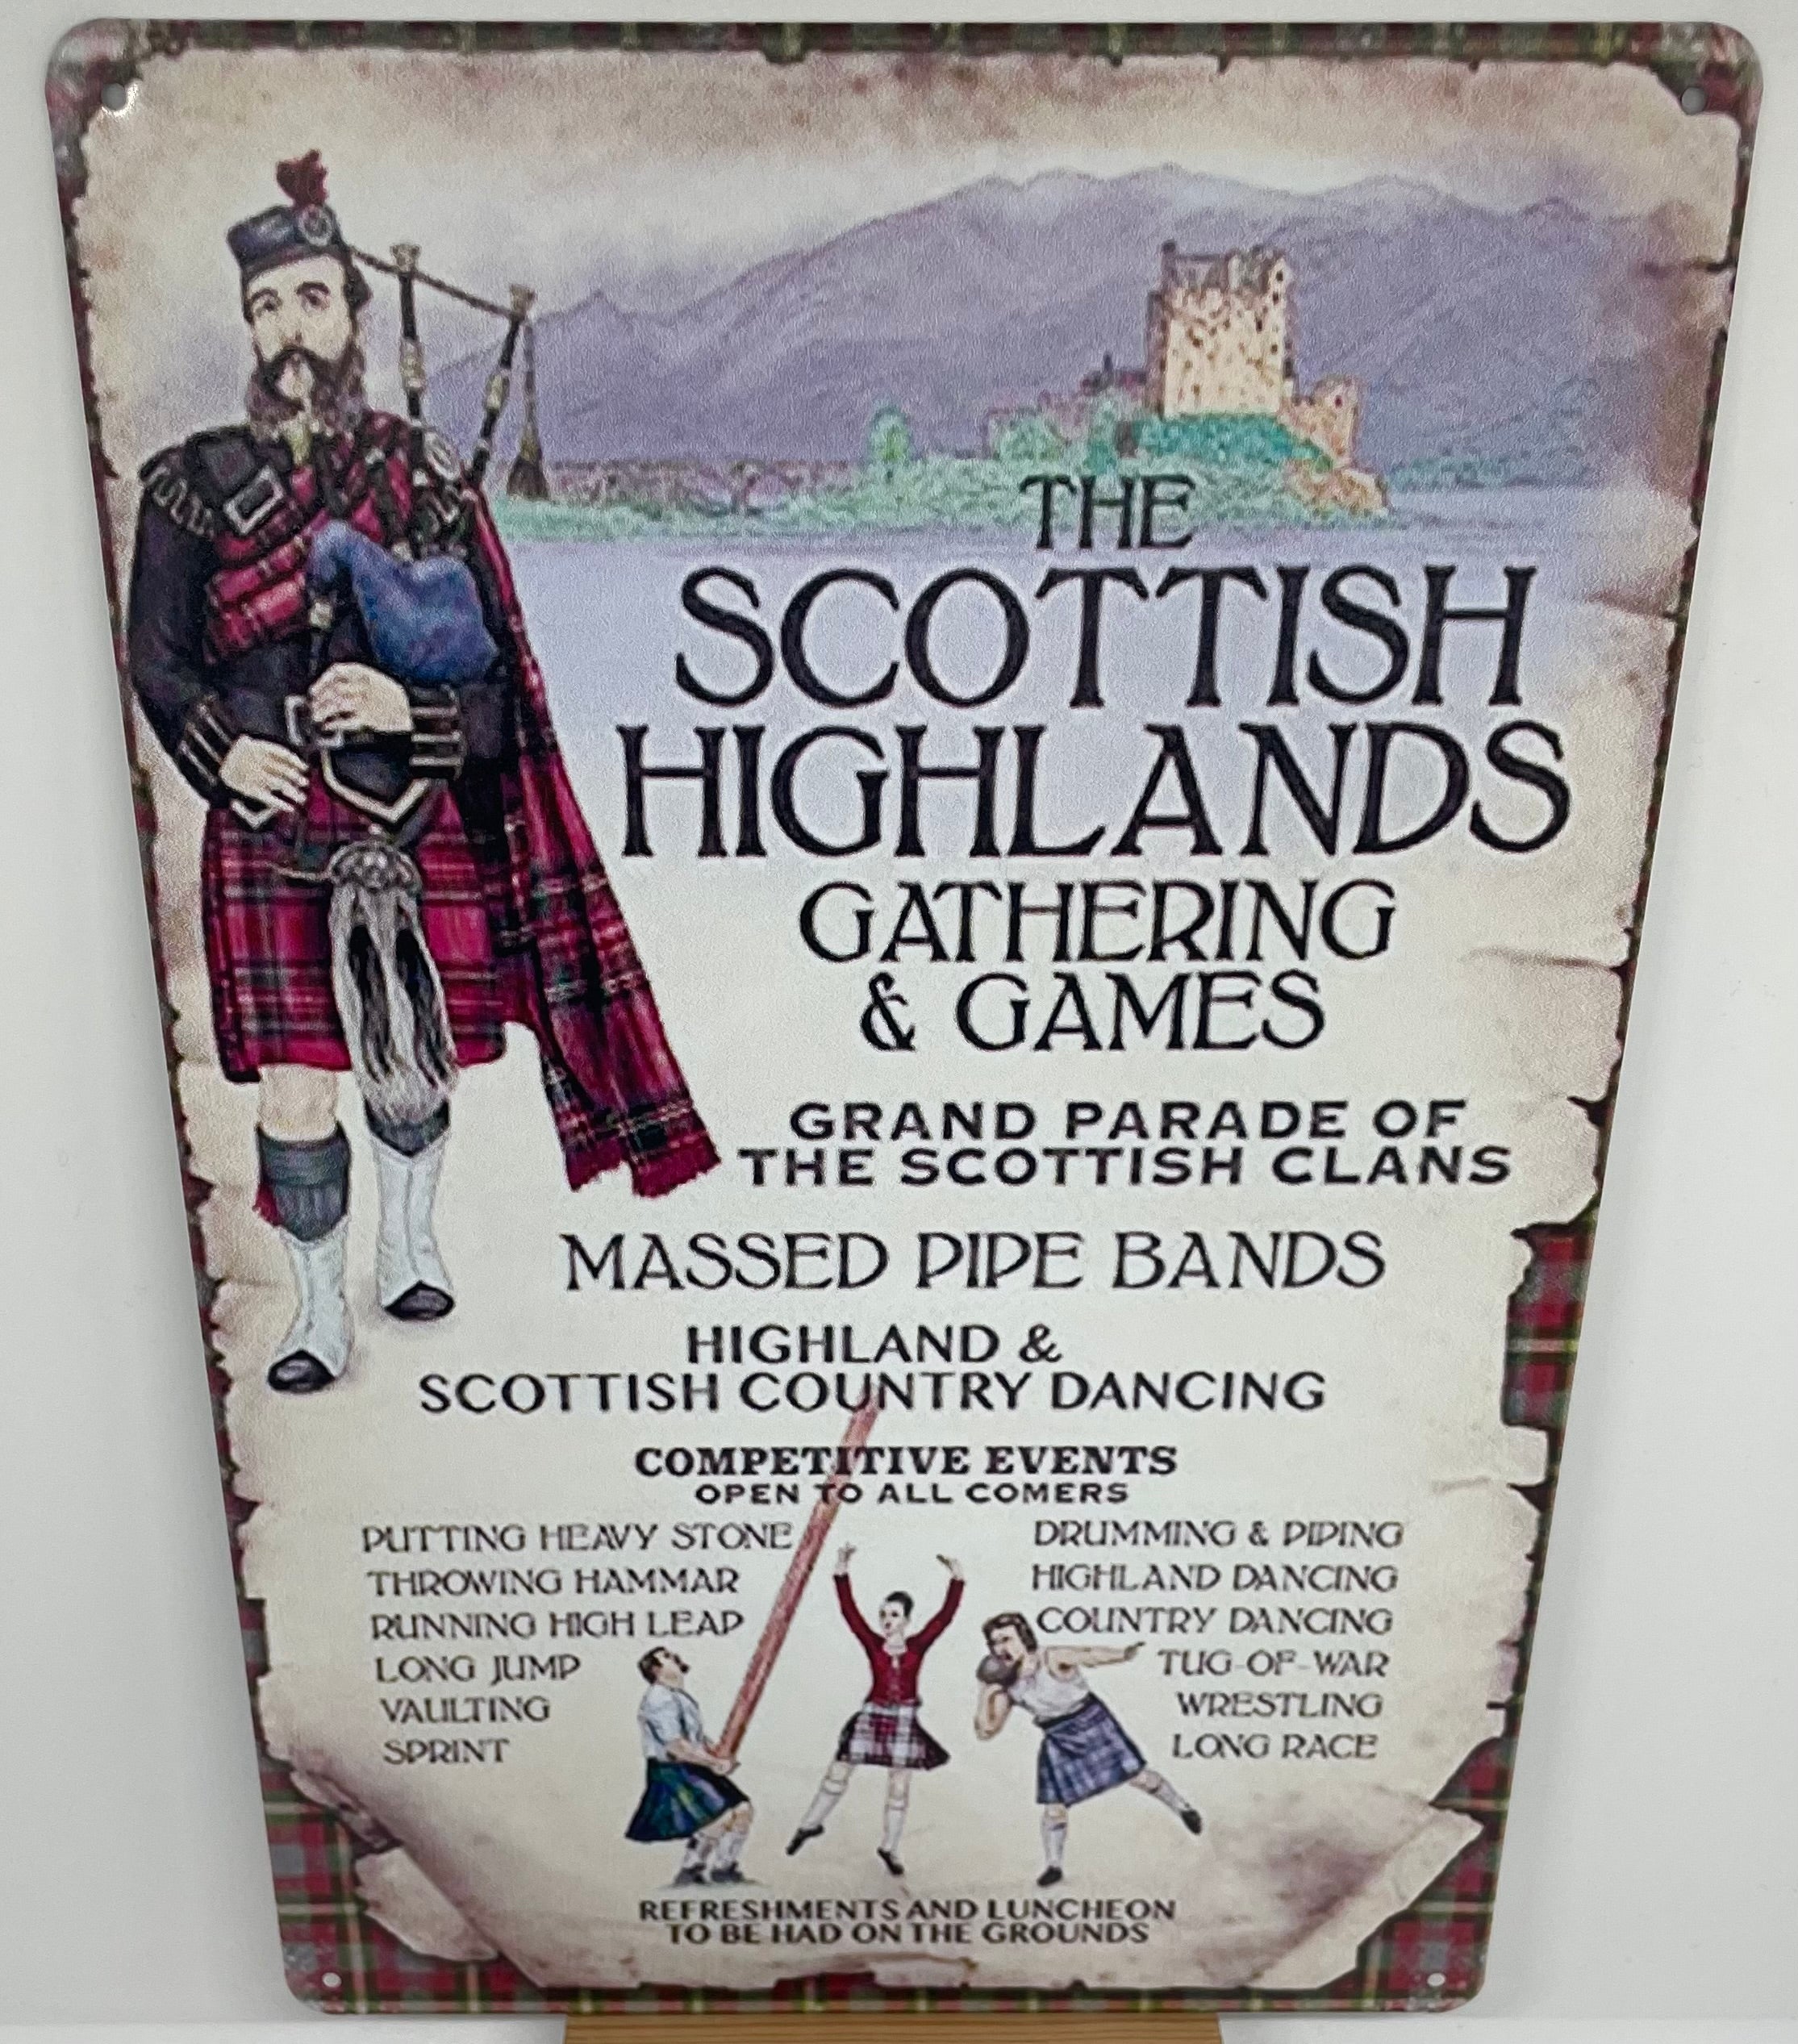 THE
SCOTTISH
HIGHLANDS
GATHERING
& GAMES
GRAND PARADE OF
THE SCOTTISH CLANS
MASSED PIPE BANDS
HIGHLAND &
SCOTTISH COUNTRY DANCING
COMPETITIVE EVENTS
OPEN TO ALL COMERS
PUTTING HEAVY STONE
THROWING HAMMAR
RUNNING HIGH LEAP
LONG JUMP
VAULTING
SPRINT
DRUMMING & PIPING
HIGHLAND DANCING
COUNTRY DANCING
TUG-OF-WAR
WRESTLING
LONG RACE
REFRESHMENTS AND LUNCHEON
TO BE HAD ON THE GROUNDS